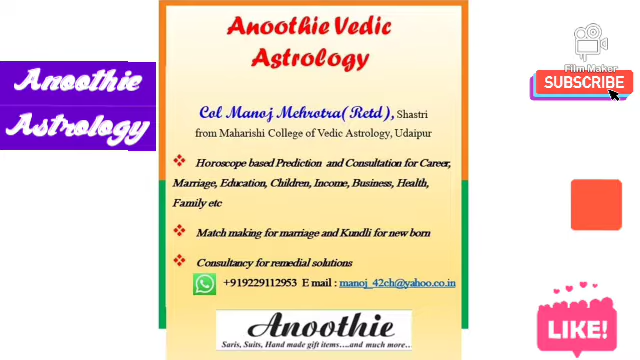 Anoothie Vedic
Astrology
Film Maker
SUBSCRIBE
Anoothie
Astrology
Col Manoj Mehrotra( Retd), Shastri
from Maharishi College of Vedic Astrology, Udaipur
Horoscope based Prediction and Consultation for Career,
Marriage, Education, Children, Income, Business, Health,
Family etc
Match making for marriage and Kundli for new born
Consultancy for remedial solutions
+919229112953 E mail : manoj_42ch@yahoo.co.in
Anoothie
Saris, Suits, Hand made gift items....and much more...
LIKE!